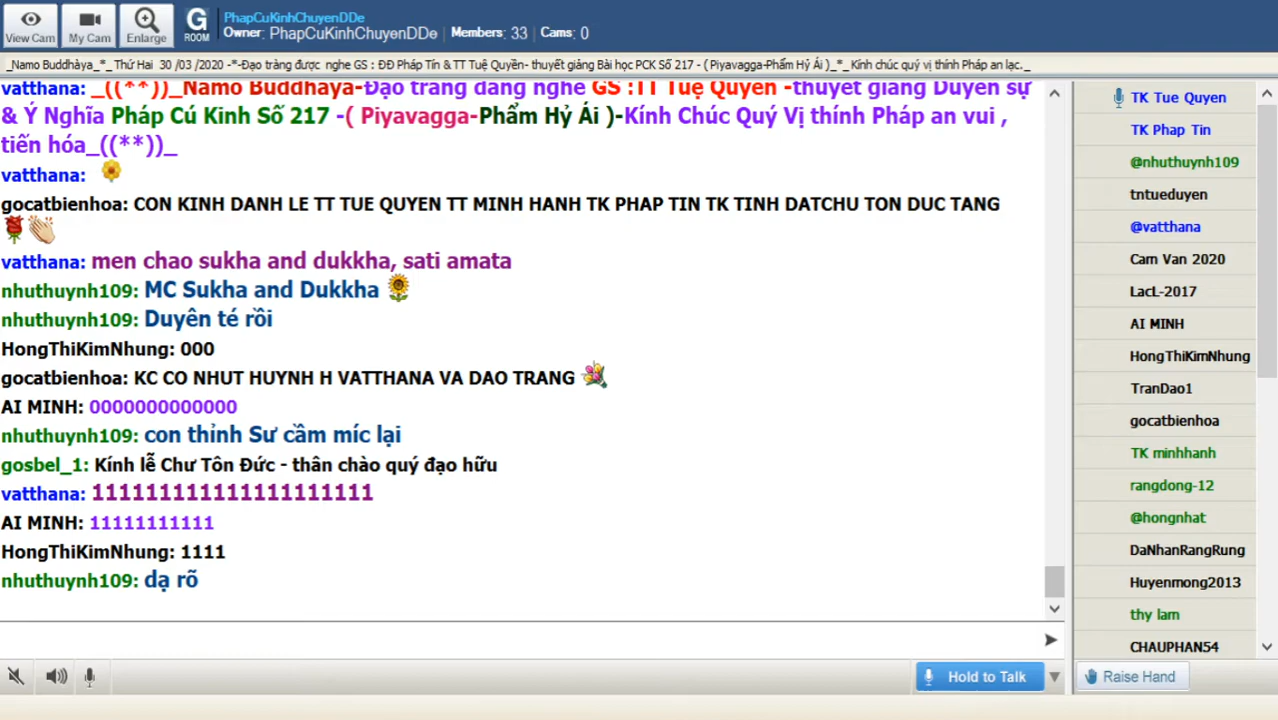 View Cam
My Cam
Enlarge
G
ROOM
PhapCuKinhChuyenDDe
Owner: PhapCuKinhChuyenDDe
Members: 33
Cams: 0
_Namo Buddhàya_*_ Thứ Hai 30 /03 /2020 -*-Đạo tràng được nghe GS : ĐĐ Pháp Tín & TT Tuệ Quyền- thuyết giảng Bài học PCK Số 217 - ( Piyavagga-Phẩm Hỷ Ái )_*_ Kính chúc quý vị thính Pháp an lạc._
vatthana: _((**))_Namo Buddhàya-Đạo tràng đang nghe GS :TT Tuệ Quyền -thuyết giảng Duyên sự
& Ý Nghĩa Pháp Cú Kinh Số 217 -( Piyavagga-Phẩm Hỷ Ái )-Kính Chúc Quý Vị thính Pháp an vui ,
tiến hóa_((**))_
vatthana:
gocatbienhoa: CON KINH DANH LE TT TUE QUYEN TT MINH HANH TK PHAP TIN TK TINH DATCHU TON DUC TANG
vatthana: men chao sukha and dukkha, sati amata
nhuthuynh109: MC Sukha and Dukkha
nhuthuynh109: Duyên té rồi
HongThiKimNhung: 000
gocatbienhoa: KC CO NHUT HUYNH H VATTHANA VA DAO TRANG
AI MINH: 0000000000000
nhuthuynh109: con thỉnh Sư cầm míc lại
gosbel_1: Kính lễ Chư Tôn Đức - thân chào quý đạo hữu
vatthana: 111111111111111111111
AI MINH: 11111111111
HongThiKimNhung: 1111
nhuthuynh109: dạ rõ
TK Tue Quyen
TK Phap Tin
@nhuthuynh109
tntueduyen
@vatthana
Cam Van 2020
LacL-2017
AI MINH
HongThiKimNhung
TranDao1
gocatbienhoa
TK minhhanh
rangdong-12
@hongnhat
DaNhanRangRung
Huyenmong2013
thy lam
CHAUPHAN54
Hold to Talk
Raise Hand